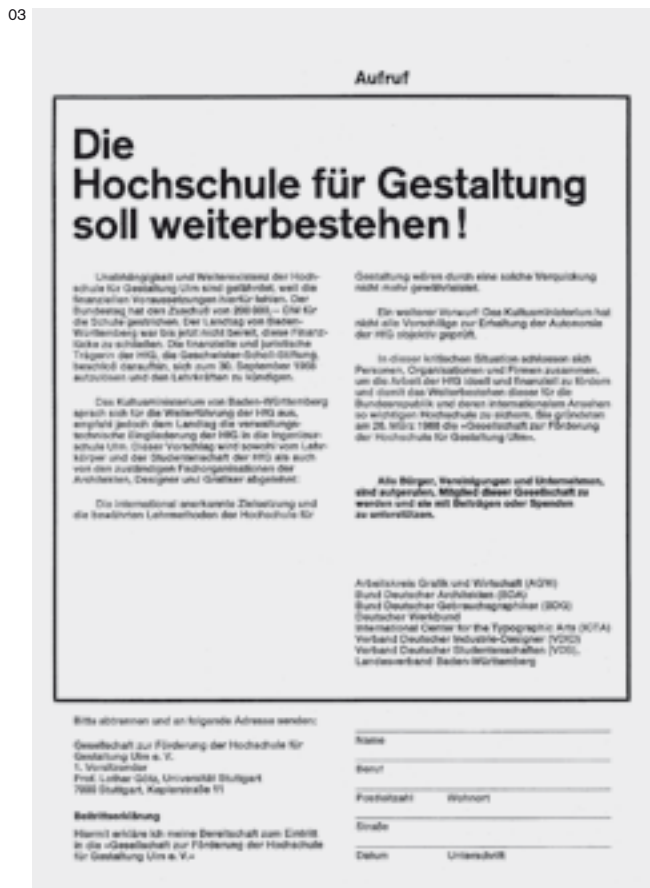 03
Aufruf
Die
Hochschule für Gestaltung
soll weiterbestehen!
Unabhängigkeit und Weiterexistenz der Hoch-
schule für Gestaltung Ulm sind gefährdet, weil die
finanziellen Voraussetzungen hierfür fehlen. Der
Bundestag hat den Zuschuß von 200 000,– DM für
die Schule gestrichen. Der Landtag von Baden-
Württemberg war bis jetzt nicht bereit, diese Finanz-
lücke zu schließen. Die finanzielle und juristische
Trägerin der HfG, die Geschwister-Scholl-Stiftung,
beschloß daraufhin, sich zum 30. September 1968
aufzulösen und den Lehrkräften zu kündigen.
Das Kultusministerium von Baden-Württemberg
sprach sich für die Weiterführung der HfG aus,
empfahl jedoch dem Landtag die verwaltungs-
technische Eingliederung der HfG in die Ingenieur-
schule Ulm. Dieser Vorschlag wird sowohl vom Lehr-
körper und der Studentenschaft der HfG als auch
von den zuständigen Fachorganisationen der
Architekten, Designer und Grafiker abgelehnt:
Die international anerkannte Zielsetzung und
die bewährten Lehrmethoden der Hochschule für
Gestaltung wären durch eine solche Verquickung
nicht mehr gewährleistet.
Ein weiterer Vorwurf: Das Kultusministerium hat
nicht alle Vorschläge zur Erhaltung der Autonomie
der HfG objektiv geprüft.
In dieser kritischen Situation schlossen sich
Personen, Organisationen und Firmen zusammen,
um die Arbeit der HfG ideell und finanziell zu fördern
und damit das Weiterbestehen dieser für die
Bundesrepublik und deren internationalem Ansehen
so wichtigen Hochschule zu sichern. Sie gründeten
am 26. März 1968 die »Gesellschaft zur Förderung
der Hochschule für Gestaltung Ulm«.
Alle Bürger, Vereinigungen und Unternehmen,
sind aufgerufen, Mitglied dieser Gesellschaft zu
werden und sie mit Beiträgen oder Spenden
zu unterstützen.
Arbeitskreis Grafik und Wirtschaft (AGW)
Bund Deutscher Architekten (BDA)
Bund Deutscher Gebrauchsgraphiker (BDG)
Deutscher Werkbund
International Center for the Typographic Arts (ICTA)
Verband Deutscher Industrie-Designer (VDID)
Verband Deutscher Studentenschaften (VDS),
Landesverband Baden-Württemberg
Bitte abtrennen und an folgende Adresse senden:
Gesellschaft zur Förderung der Hochschule für
Gestaltung Ulm e. V.
1. Vorsitzender
Prof. Lothar Götz, Universität Stuttgart
7000 Stuttgart, Keplerstraße 11
Beitrittserklärung
Hiermit erkläre ich meine Bereitschaft zum Eintritt
in die »Gesellschaft zur Förderung der Hochschule
für Gestaltung Ulm e. V.«
Name
Beruf
Postleitzahl Wohnort
Straße
Datum Unterschrift